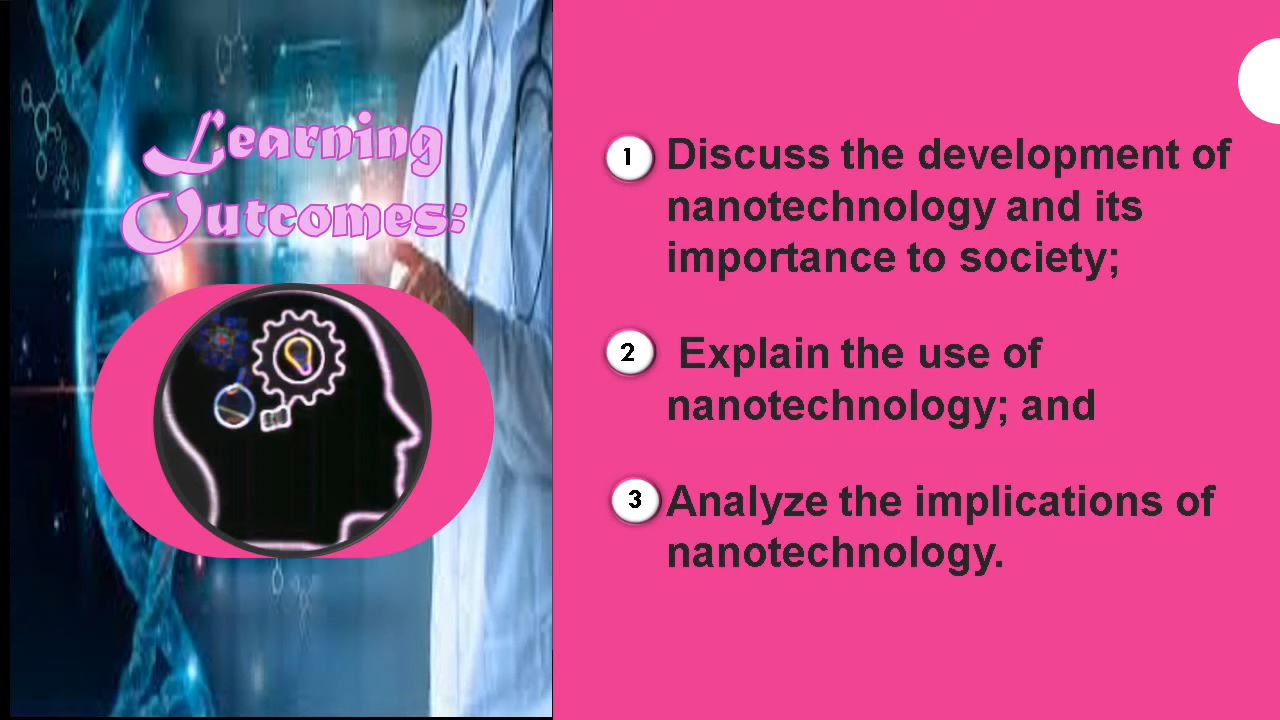 Learning
Outcomes:
1 Discuss the development of
nanotechnology and its
importance to society;
2 Explain the use of
nanotechnology; and
3 Analyze the implications of
nanotechnology.